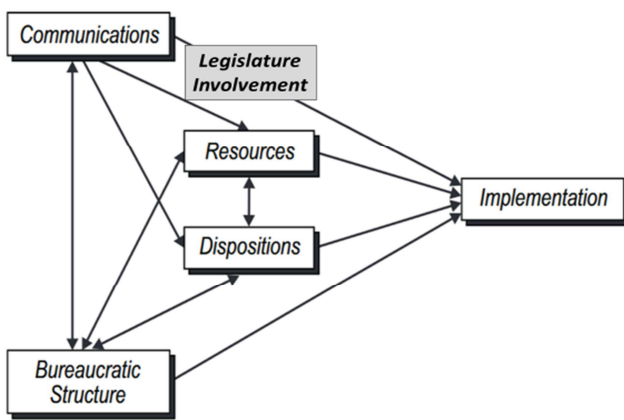 Communications
Legislature
Involvement
Resources
Implementation
Dispositions
Bureaucratic
Structure